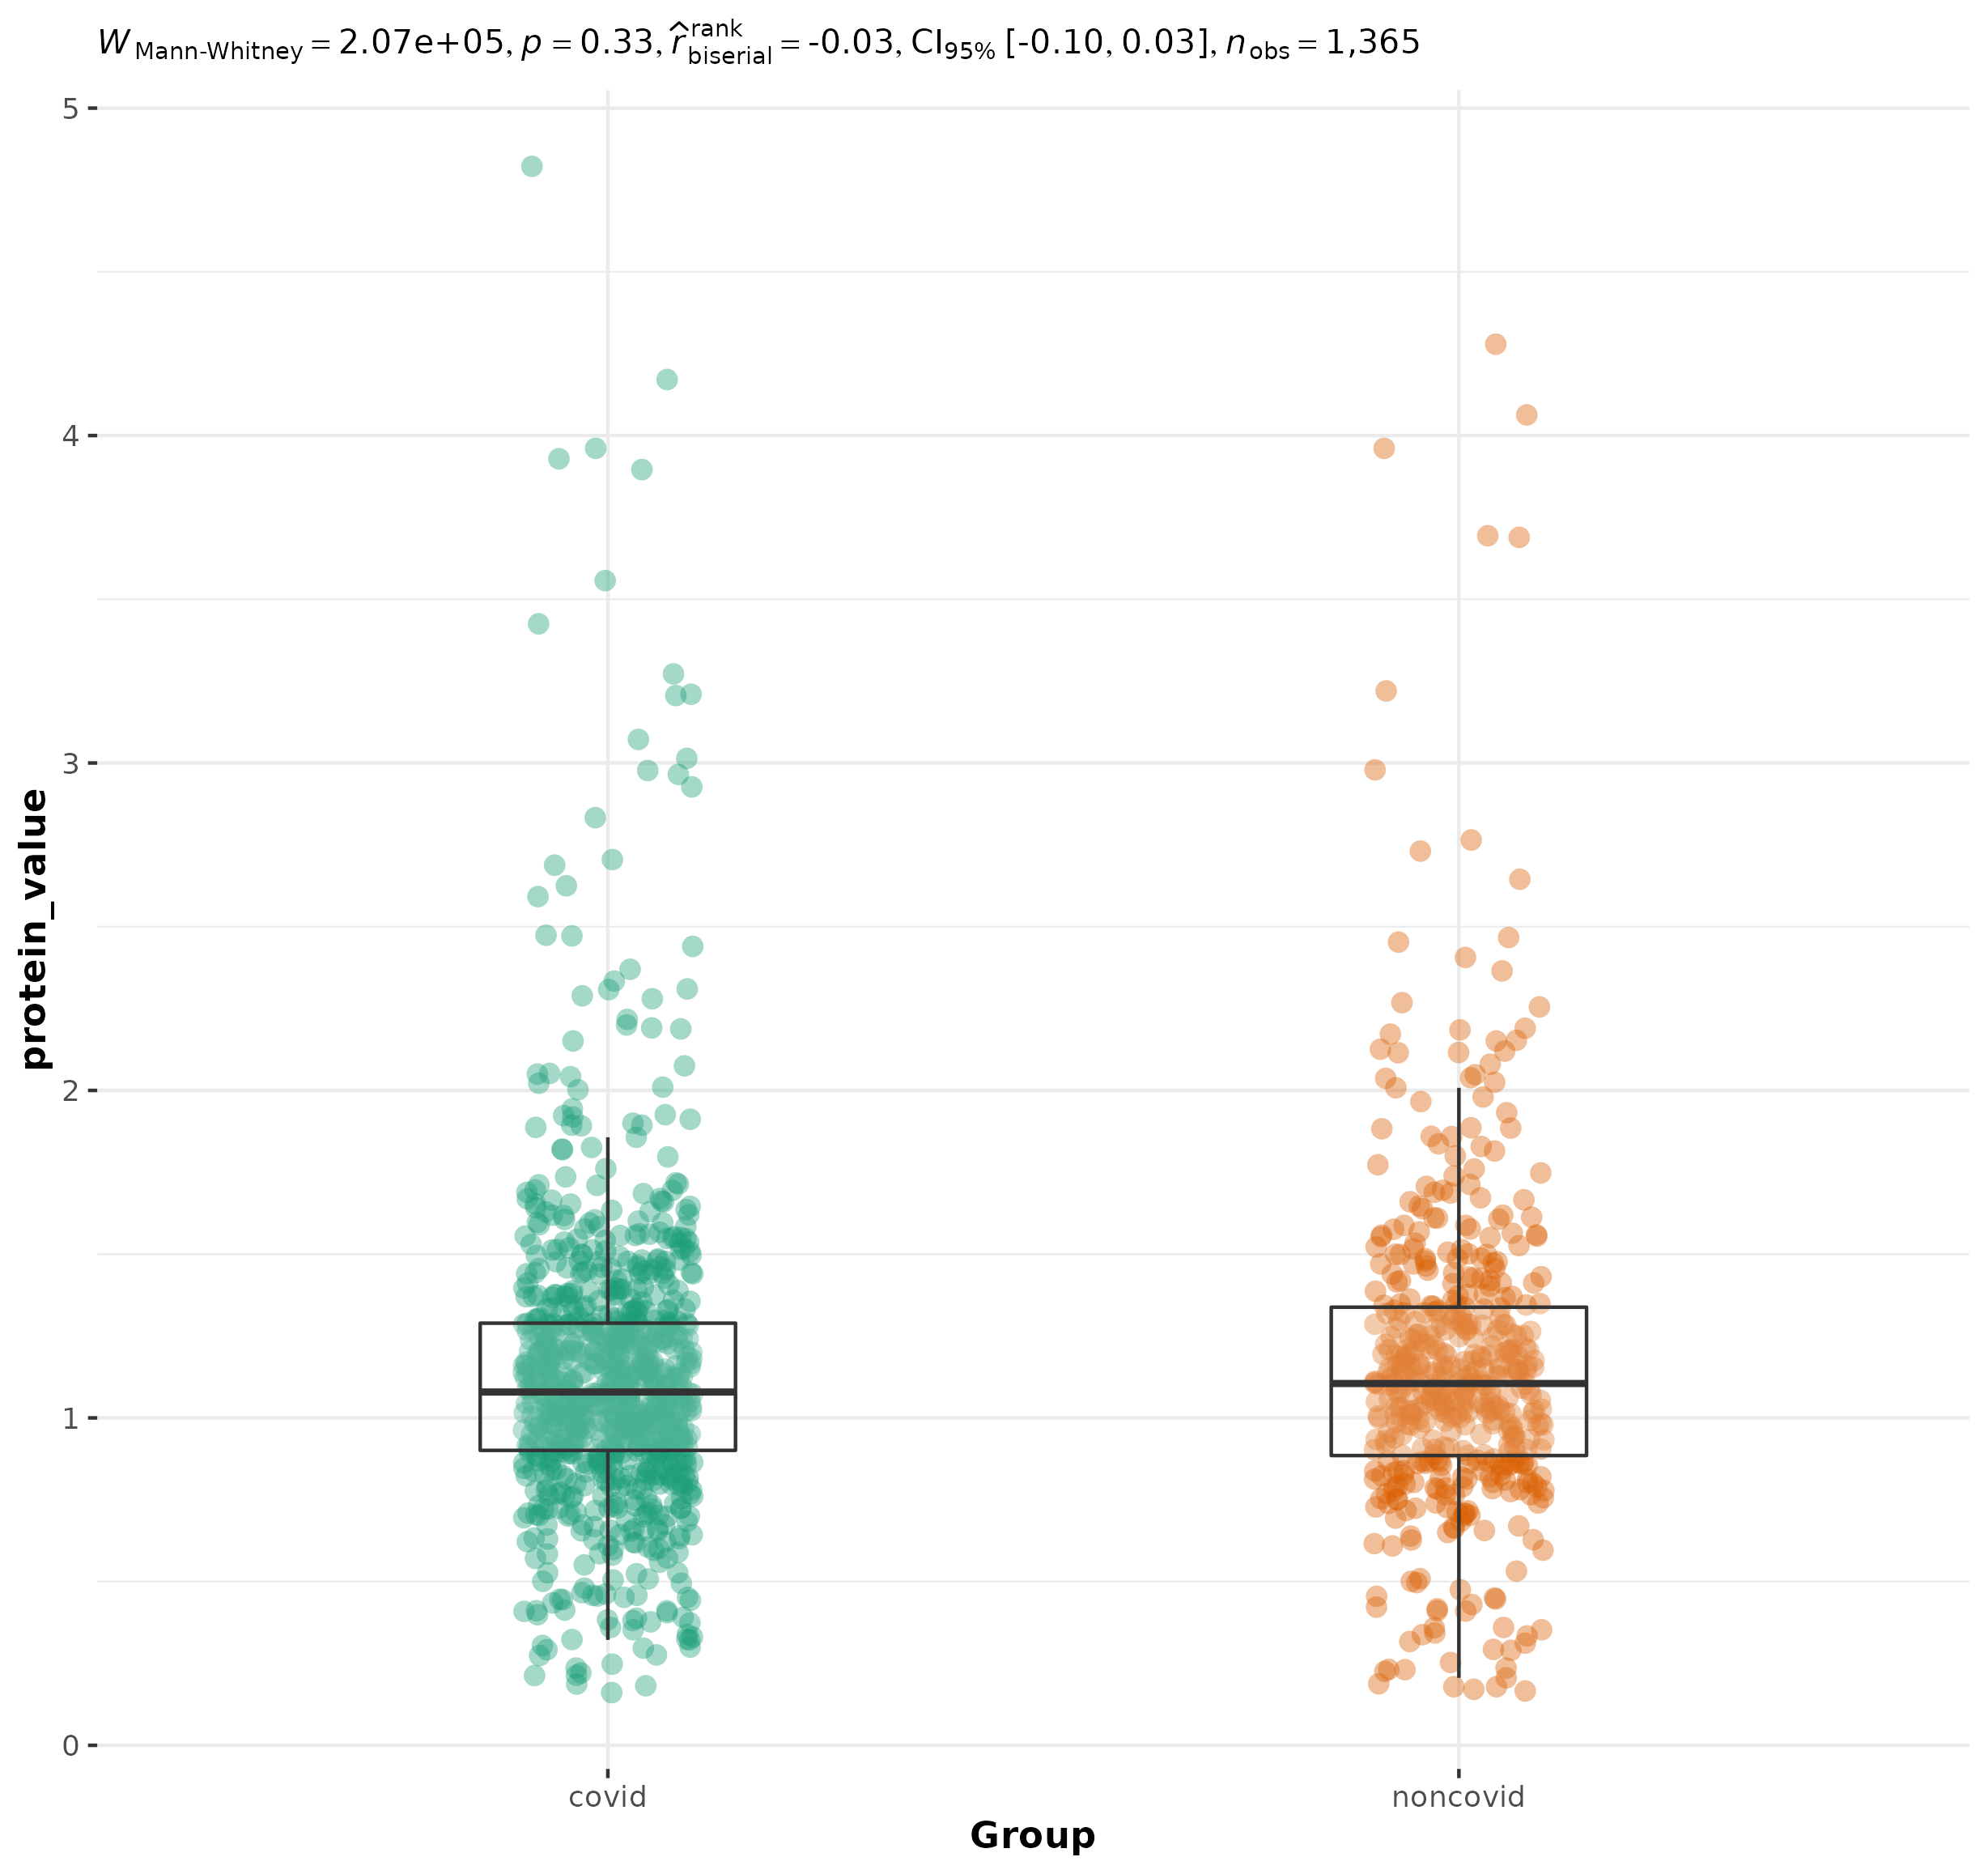 W Mann-Whitney = 2.07e+05, p = 0.33, r̂ rank biserial = -0.03, CI95% [-0.10, 0.03], nobs = 1,365
5
4
3
2
1
0
protein_value
covid
noncovid
Group